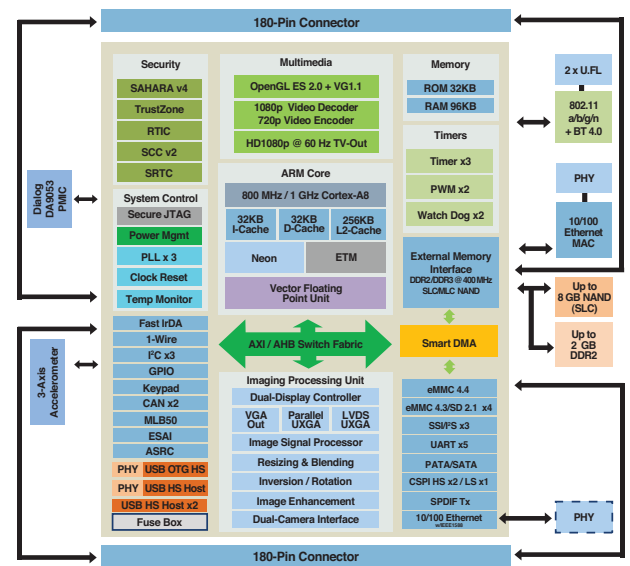 180-Pin Connector
Security
SAHARA v4
TrustZone
RTIC
SCC v2
SRTC
System Control
Secure JTAG
Power Mgmt
PLL x 3
Clock Reset
Temp Monitor
Fast IrDA
1-Wire
I²C x3
GPIO
Keypad
CAN x2
MLB50
ESAI
ASRC
PHY USB OTG HS
PHY USB HS Host
USB HS Host x2
Fuse Box
Multimedia
OpenGL ES 2.0 + VG1.1
1080p Video Decoder
720p Video Encoder
HD1080p @ 60 Hz TV-Out
ARM Core
800 MHz / 1 GHz Cortex-A8
32KB
I-Cache
32KB
D-Cache
256KB
L2-Cache
Neon
ETM
Vector Floating
Point Unit
AXI / AHB Switch Fabric
Imaging Processing Unit
Dual-Display Controller
VGA
Out
Parallel
UXGA
LVDS
UXGA
Image Signal Processor
Resizing & Blending
Inversion / Rotation
Image Enhancement
Dual-Camera Interface
Memory
ROM 32KB
RAM 96KB
Timers
Timer x3
PWM x2
Watch Dog x2
External Memory
Interface
DDR2/DDR3 @ 400 MHz
SLC/MLC NAND
Smart DMA
eMMC 4.4
eMMC 4.3/SD 2.1 x4
SSI/I²S x3
UART x5
PATA/SATA
CSPI HS x2 / LS x1
SPDIF Tx
10/100 Ethernet
w/IEEE1588
Dialog
DA9053
PMIC
3-Axis
Accelerometer
2 x U.FL
802.11
a/b/g/n
+ BT 4.0
PHY
10/100
Ethernet
MAC
Up to
8 GB NAND
(SLC)
Up to
2 GB
DDR2
PHY
180-Pin Connector